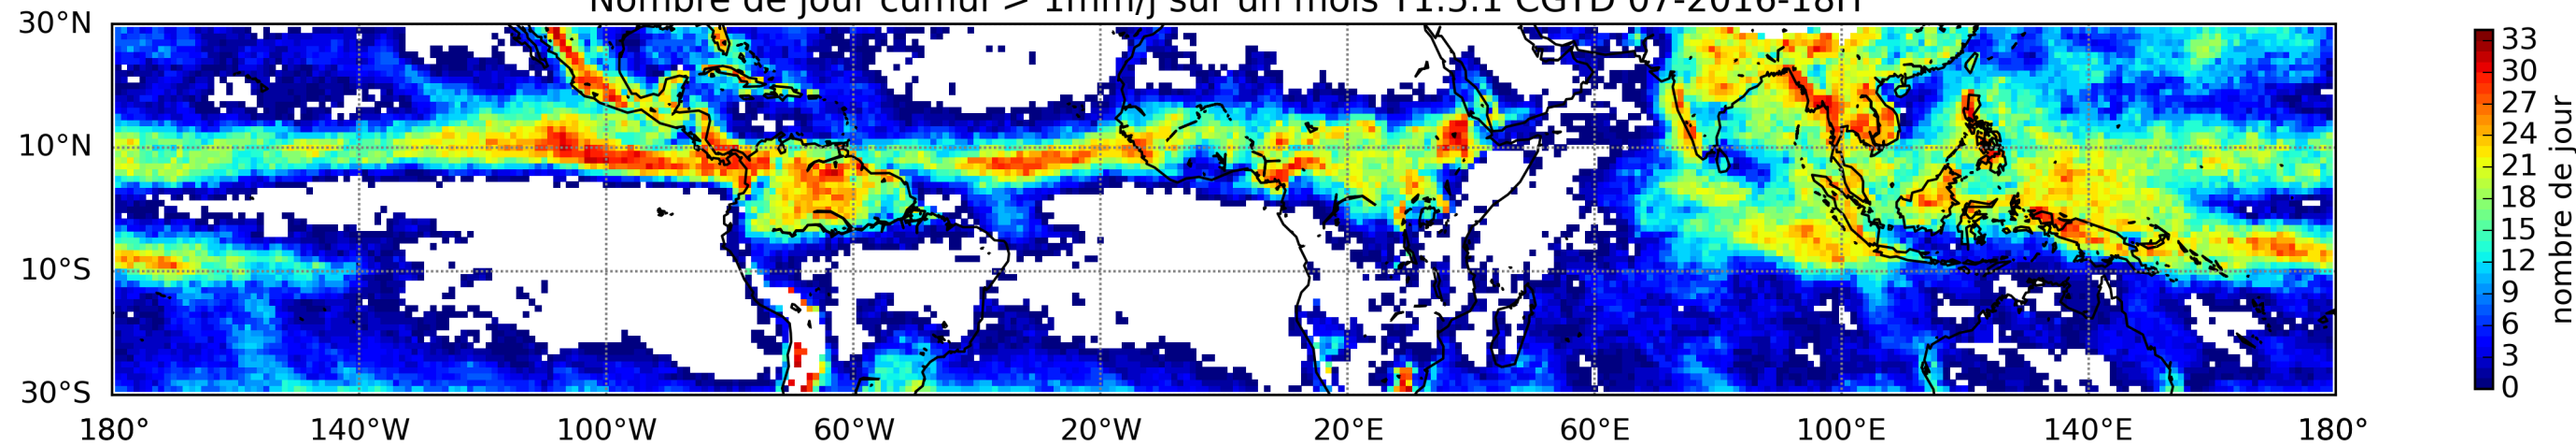 Nombre de jour cumul > 1mm/j sur un mois T1.5.1 CGTD 07-2016-18H
30°N
10°N
10°S
30°S
180° 140°W 100°W 60°W 20°W 20°E 60°E 100°E 140°E 180°
33
30
27
24
21
18
15
12
9
6
3
0
nombre de jour